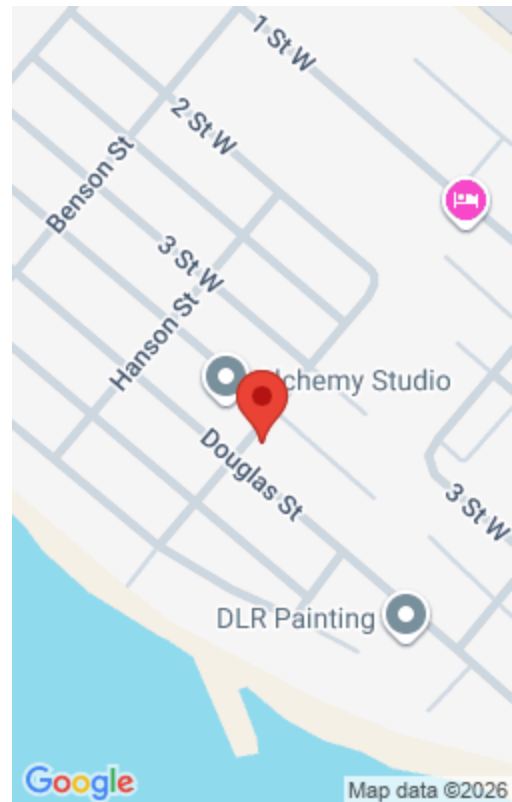 1 St W
2 St W
Benson St
3 St W
Hanson St
lchemy Studio
Douglas St
3 St W
DLR Painting
Google
Map data ©2026